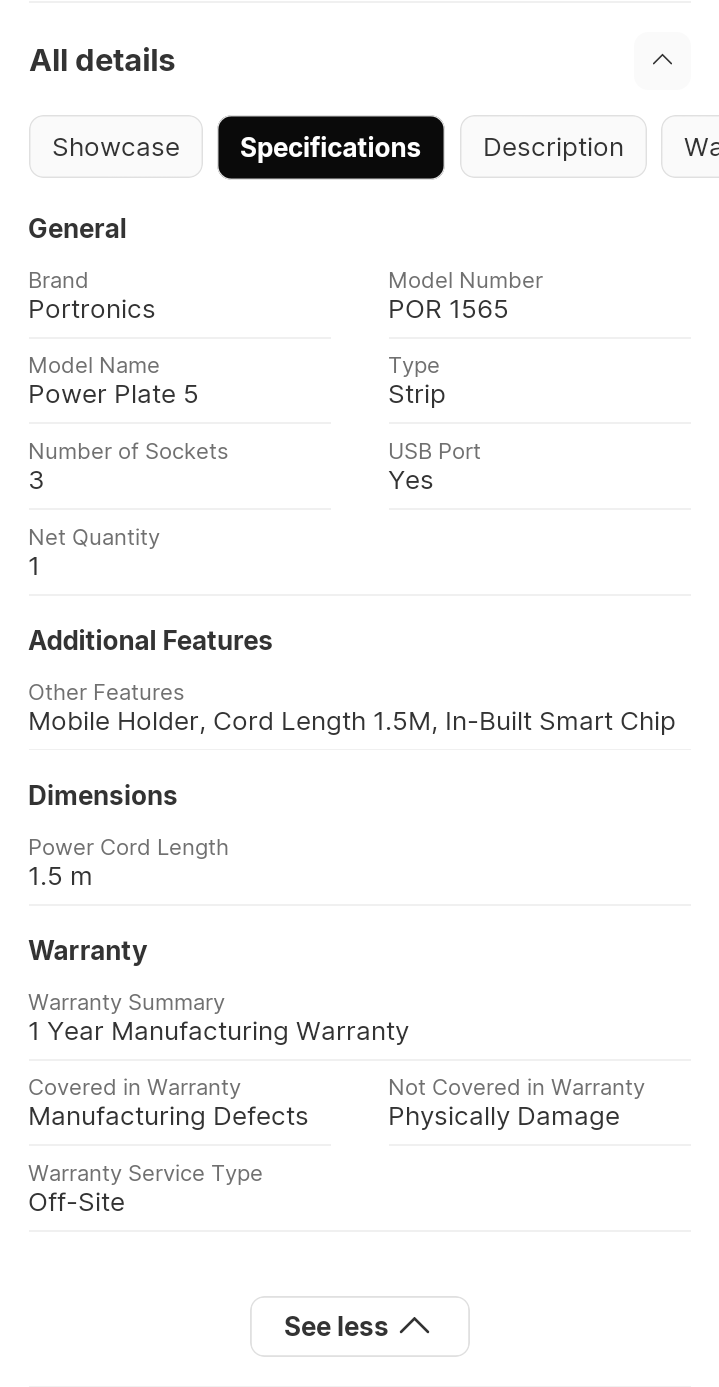 All details
Showcase
Specifications
Description
General
Brand
Model Number
Portronics
POR 1565
Model Name
Type
Power Plate 5
Strip
Number of Sockets
USB Port
3
Yes
Net Quantity
1
Additional Features
Other Features
Mobile Holder, Cord Length 1.5M, In-Built Smart Chip
Dimensions
Power Cord Length
1.5 m
Warranty
Warranty Summary
1 Year Manufacturing Warranty
Covered in Warranty
Not Covered in Warranty
Manufacturing Defects
Physically Damage
Warranty Service Type
Off-Site
See less